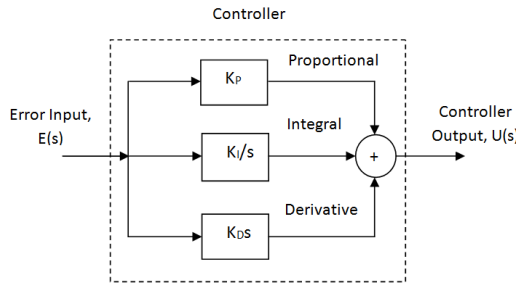 Controller
Proportional
KP
Error Input,
E(s)
Integral
KI/s
+
Controller
Output, U(s)
Derivative
KDs